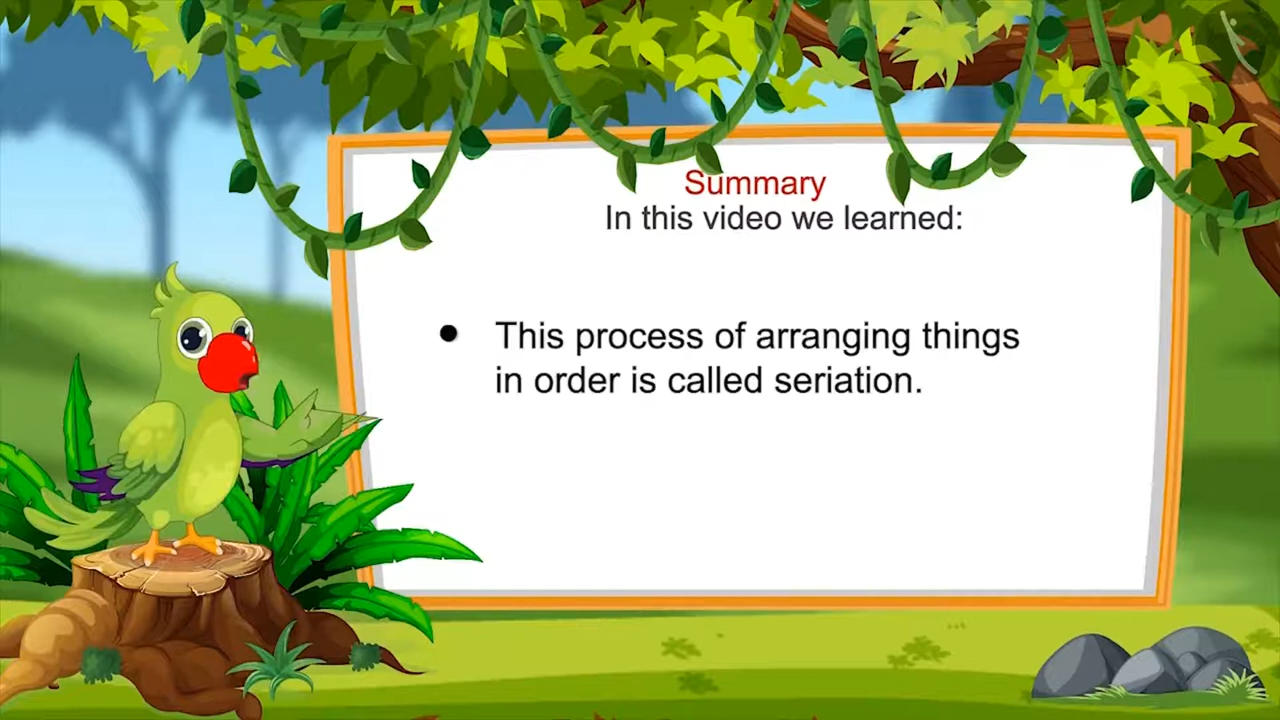 Summary
In this video we learned:
● This process of arranging things
in order is called seriation.